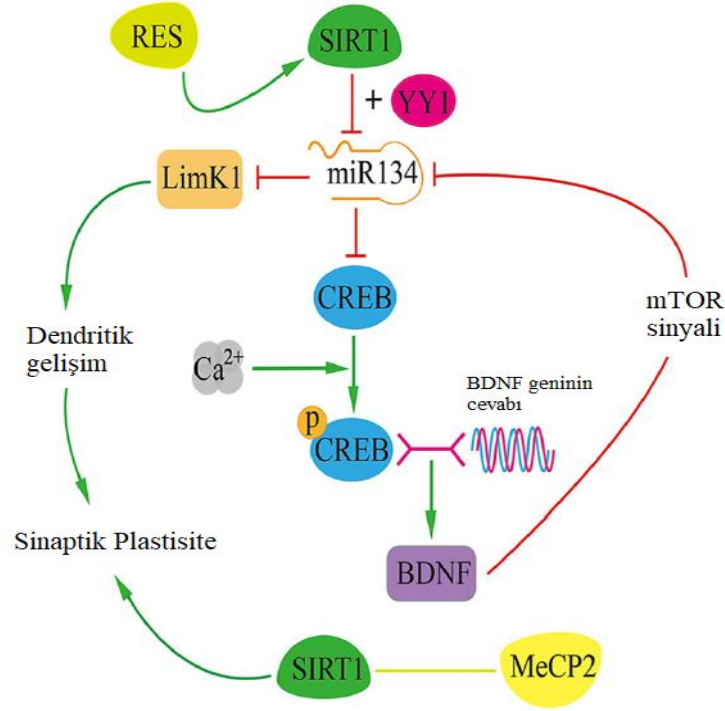 RES
SIRT1
+ YY1
LimK1
miR134
CREB
mTOR
sinyali
Dendritik
gelişim
Ca²⁺
BDNF geninin
cevabı
p
CREB
Sinaptik Plastisite
BDNF
SIRT1
MeCP2